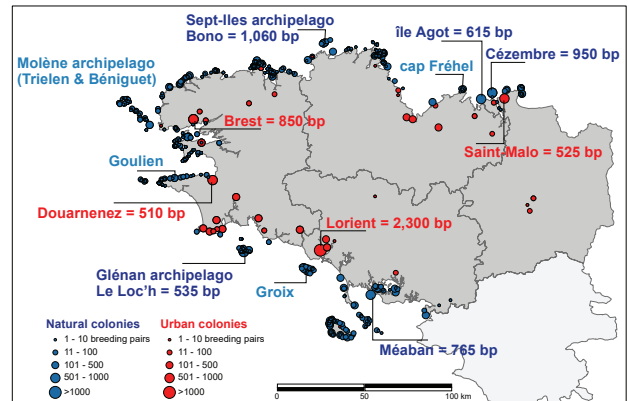 Sept-Iles archipelago
Bono = 1,060 bp
île Agot = 615 bp
Cézembre = 950 bp
Molène archipelago
(Trielen & Béniguet)
cap Fréhel
Brest = 850 bp
Saint-Malo = 525 bp
Goulien
Douarnenez = 510 bp
Lorient = 2,300 bp
Glénan archipelago
Le Loc'h = 535 bp
Groix
Méaban = 765 bp
Natural colonies
1 - 10 breeding pairs
11 - 100
101 - 500
501 - 1000
>1000
Urban colonies
1 - 10 breeding pairs
11 - 100
101 - 500
501 - 1000
>1000
0 50 100 km